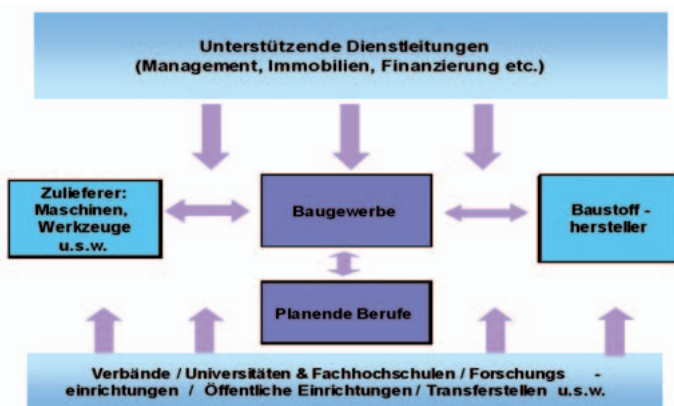 Unterstützende Dienstleitungen
(Management, Immobilien, Finanzierung etc.)
Zulieferer:
Maschinen,
Werkzeuge
u.s.w.
Baugewerbe
Baustoff -
hersteller
Planende Berufe
Verbände / Universitäten & Fachhochschulen / Forschungs -
einrichtungen / Öffentliche Einrichtungen / Transferstellen u.s.w.